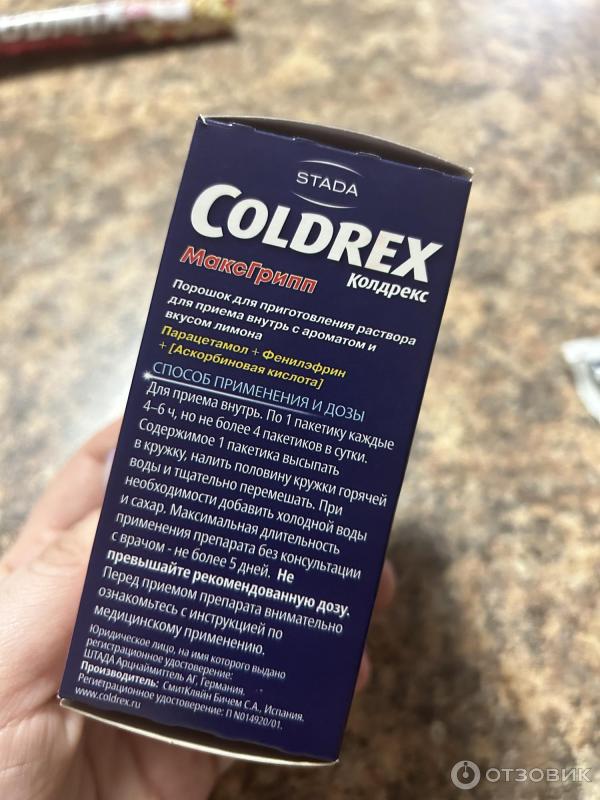 STADA
COLDREX
МаксГрипп
Колдрекс
Порошок для приготовления раствора
для приема внутрь с ароматом и
вкусом лимона
Парацетамол + Фенилэфрин
+ [Аскорбиновая кислота]
СПОСОБ ПРИМЕНЕНИЯ И ДОЗЫ
Для приема внутрь. По 1 пакетику каждые
4–6 ч, но не более 4 пакетиков в сутки.
Содержимое 1 пакетика высыпать
в кружку, налить половину кружки горячей
воды и тщательно перемешать. При
необходимости добавить холодной воды
и сахар. Максимальная длительность
применения препарата без консультации
с врачом - не более 5 дней. Не
превышайте рекомендованную дозу.
Перед приемом препарата внимательно
ознакомьтесь с инструкцией по
медицинскому применению.
Юридическое лицо, на имя которого выдано
регистрационное удостоверение:
ШТАДА Арцнаймиттель АГ, Германия.
Производитель: СмитКляйн Бичем С.А., Испания.
Регистрационное удостоверение: П N014920/01.
www.coldrex.ru
ОТЗОВИК